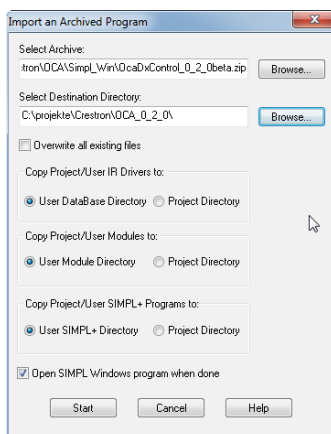 Import an Archived Program
Select Archive:
:tron\OCA\Simpl_Win\OcaDxControl_0_2_0beta.zip Browse...
Select Destination Directory:
C:\projekte\Crestron\OCA_0_2_0\ Browse...
Overwrite all existing files
Copy Project/User IR Drivers to:
User DataBase Directory Project Directory
Copy Project/User Modules to:
User Module Directory Project Directory
Copy Project/User SIMPL+ Programs to:
User SIMPL+ Directory Project Directory
Open SIMPL Windows program when done
Start Cancel Help